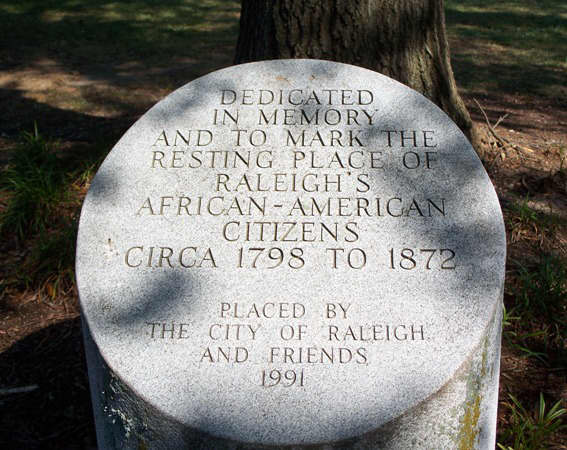 DEDICATED
IN MEMORY
AND TO MARK THE
RESTING PLACE OF
RALEIGH'S
AFRICAN-AMERICAN
CITIZENS
CIRCA 1798 TO 1872
PLACED BY
THE CITY OF RALEIGH
AND FRIENDS
1991